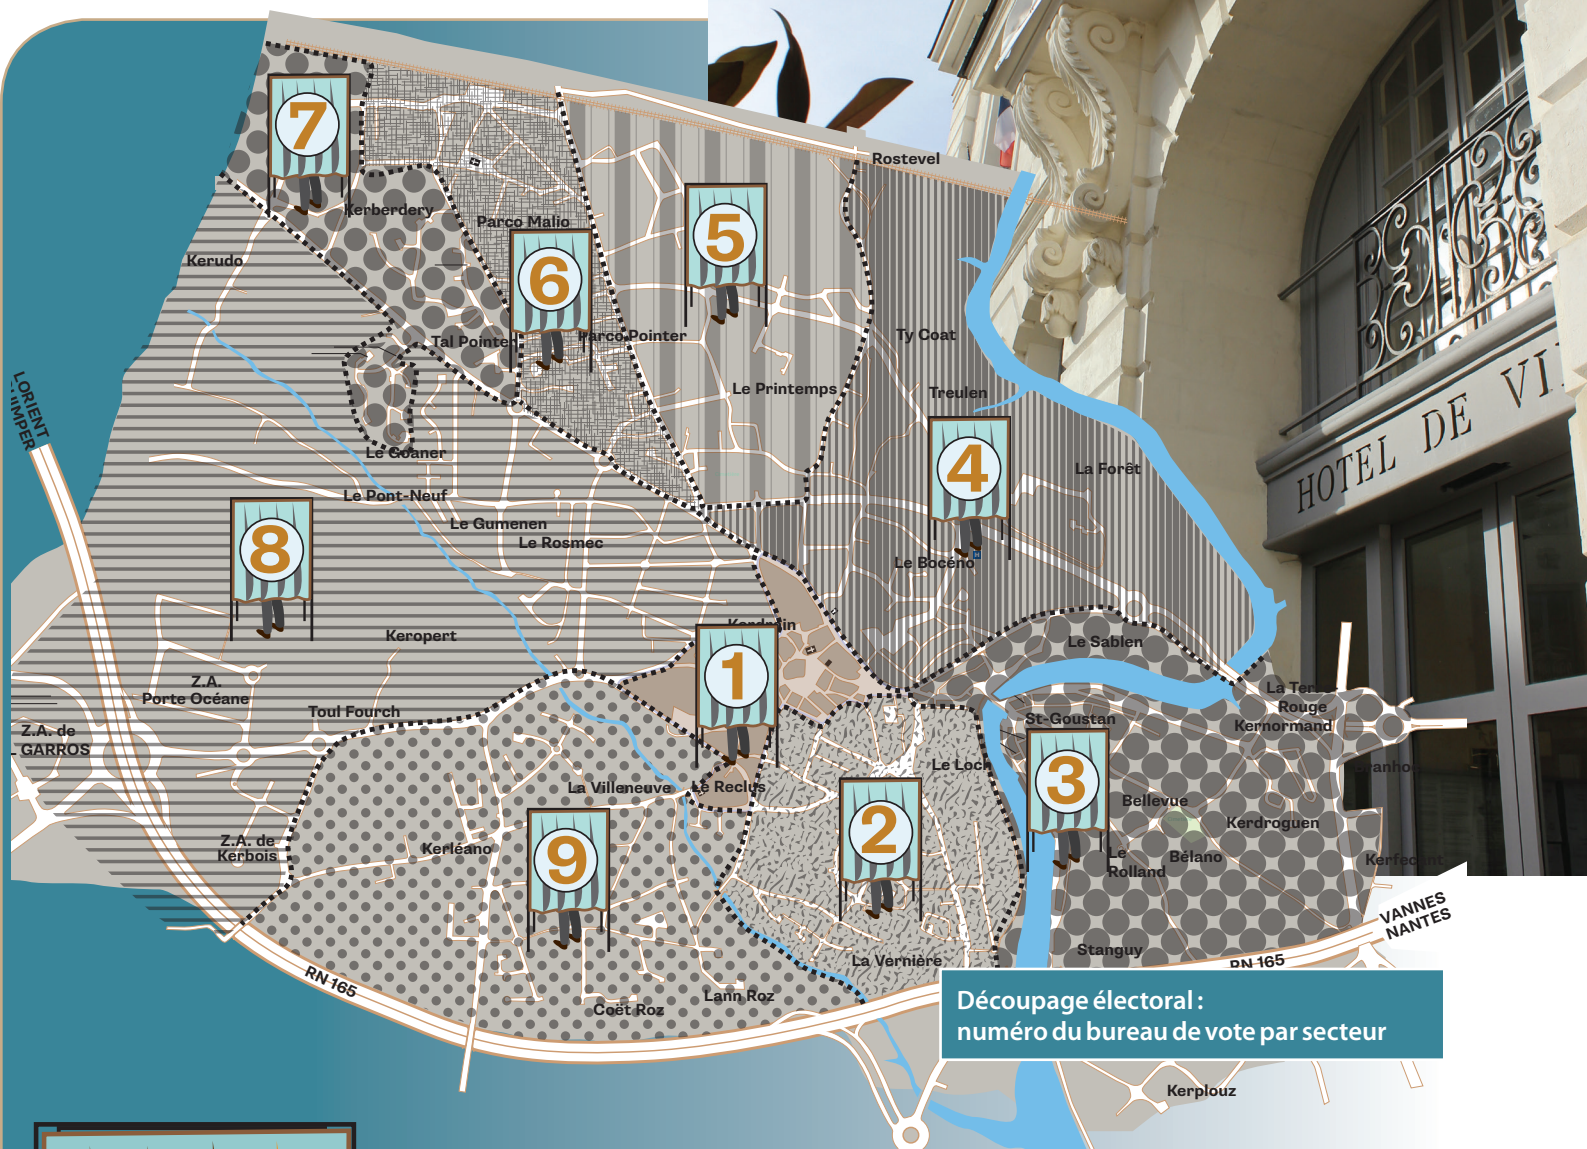 HOTEL DE VI
Rostevel
7
Kerberdery
Parco Malio
5
Kerudo
6
Tal Pointer
Parco Pointer
Ty Coat
Le Printemps
Treulen
LORIENT
4
La Forêt
Le Goaner
Le Pont-Neuf
Le Gumenen
Le Rosmec
8
Le Bocéno
H
Keropert
Le Sablen
1
Z.A.
Porte Océane
Toul Fourch
Z.A. de
GARROS
St-Goustan
Rouge
Kernormand
Le Loch
La Villeneuve
Le Reclus
3
Bellevue
Kerdroguen
2
Z.A. de
Kerbois
Kerléano
9
Le
Rolland
Bélano
La Vernière
Stanguy
VANNES
NANTES
RN 165
RN 165
Lann Roz
Coët Roz
Découpage électoral :
numéro du bureau de vote par secteur
Kerplouz